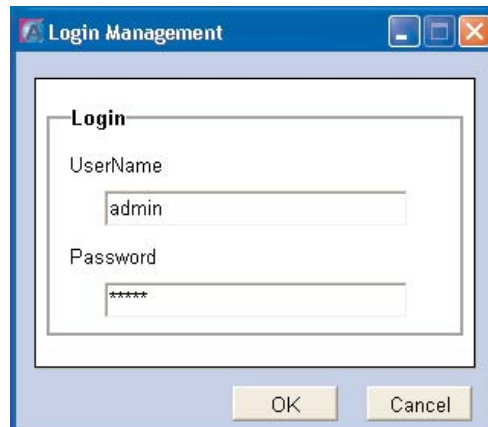 Login Management
Login
UserName
admin
Password
*****
OK Cancel